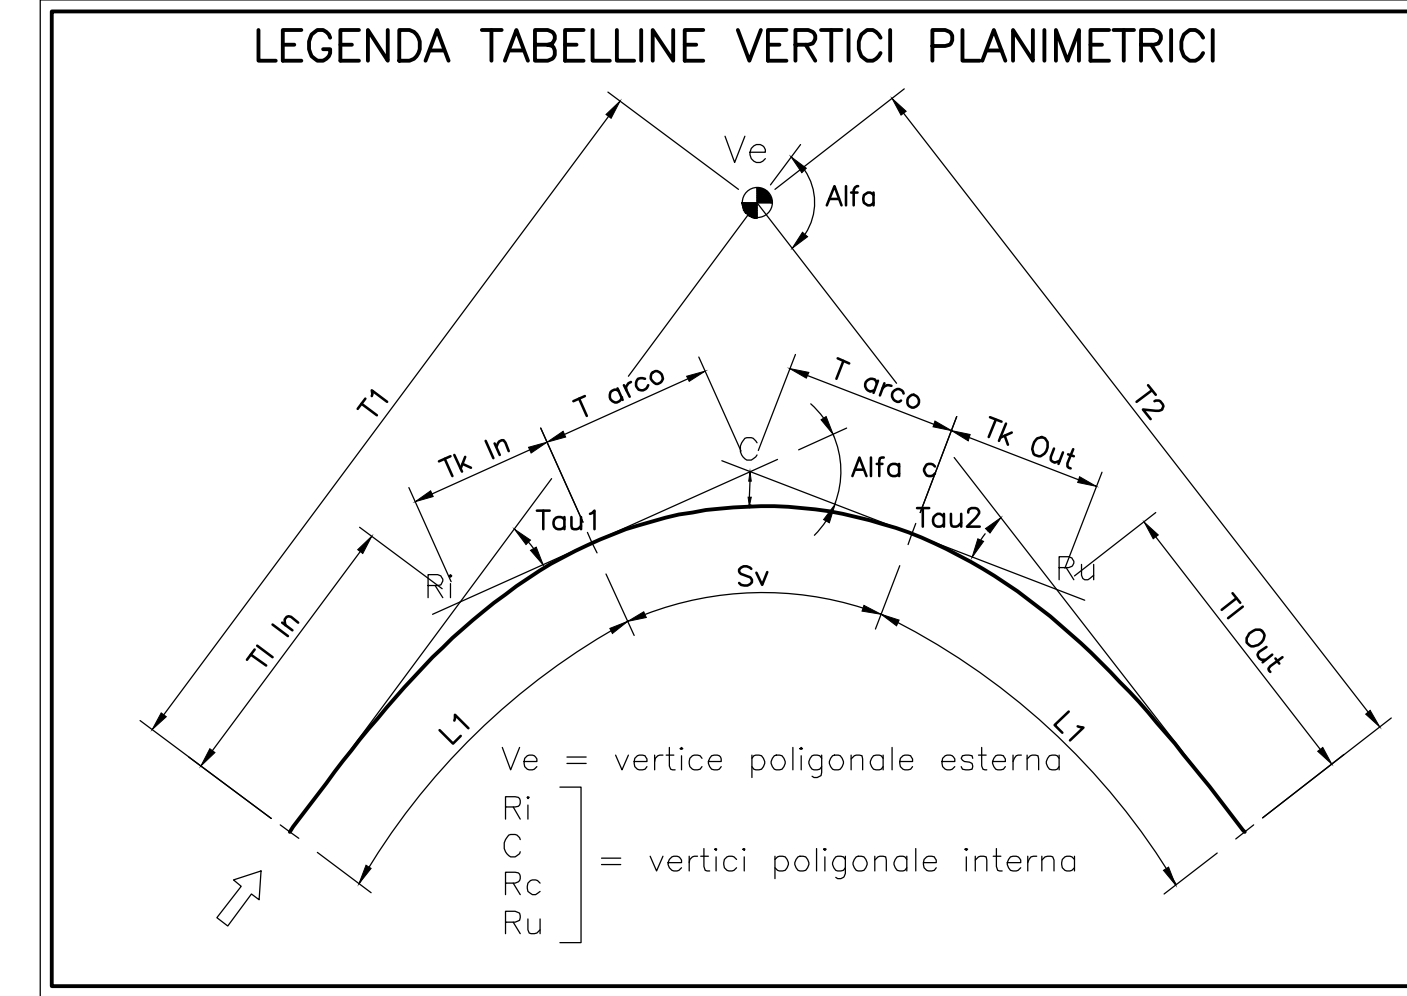 LEGENDA TABELLINE VERTICI PLANIMETRICI
Ve
Alfa
T1
T2
T arco
T arco
Tk In
Tk Out
C
Alfa c
Tau1
Tau2
Ri
Ru
Sv
Tl In
Tl Out
L1
L1
Ve = vertice poligonale esterna
Ri
C
= vertici poligonale interna
Rc
Ru